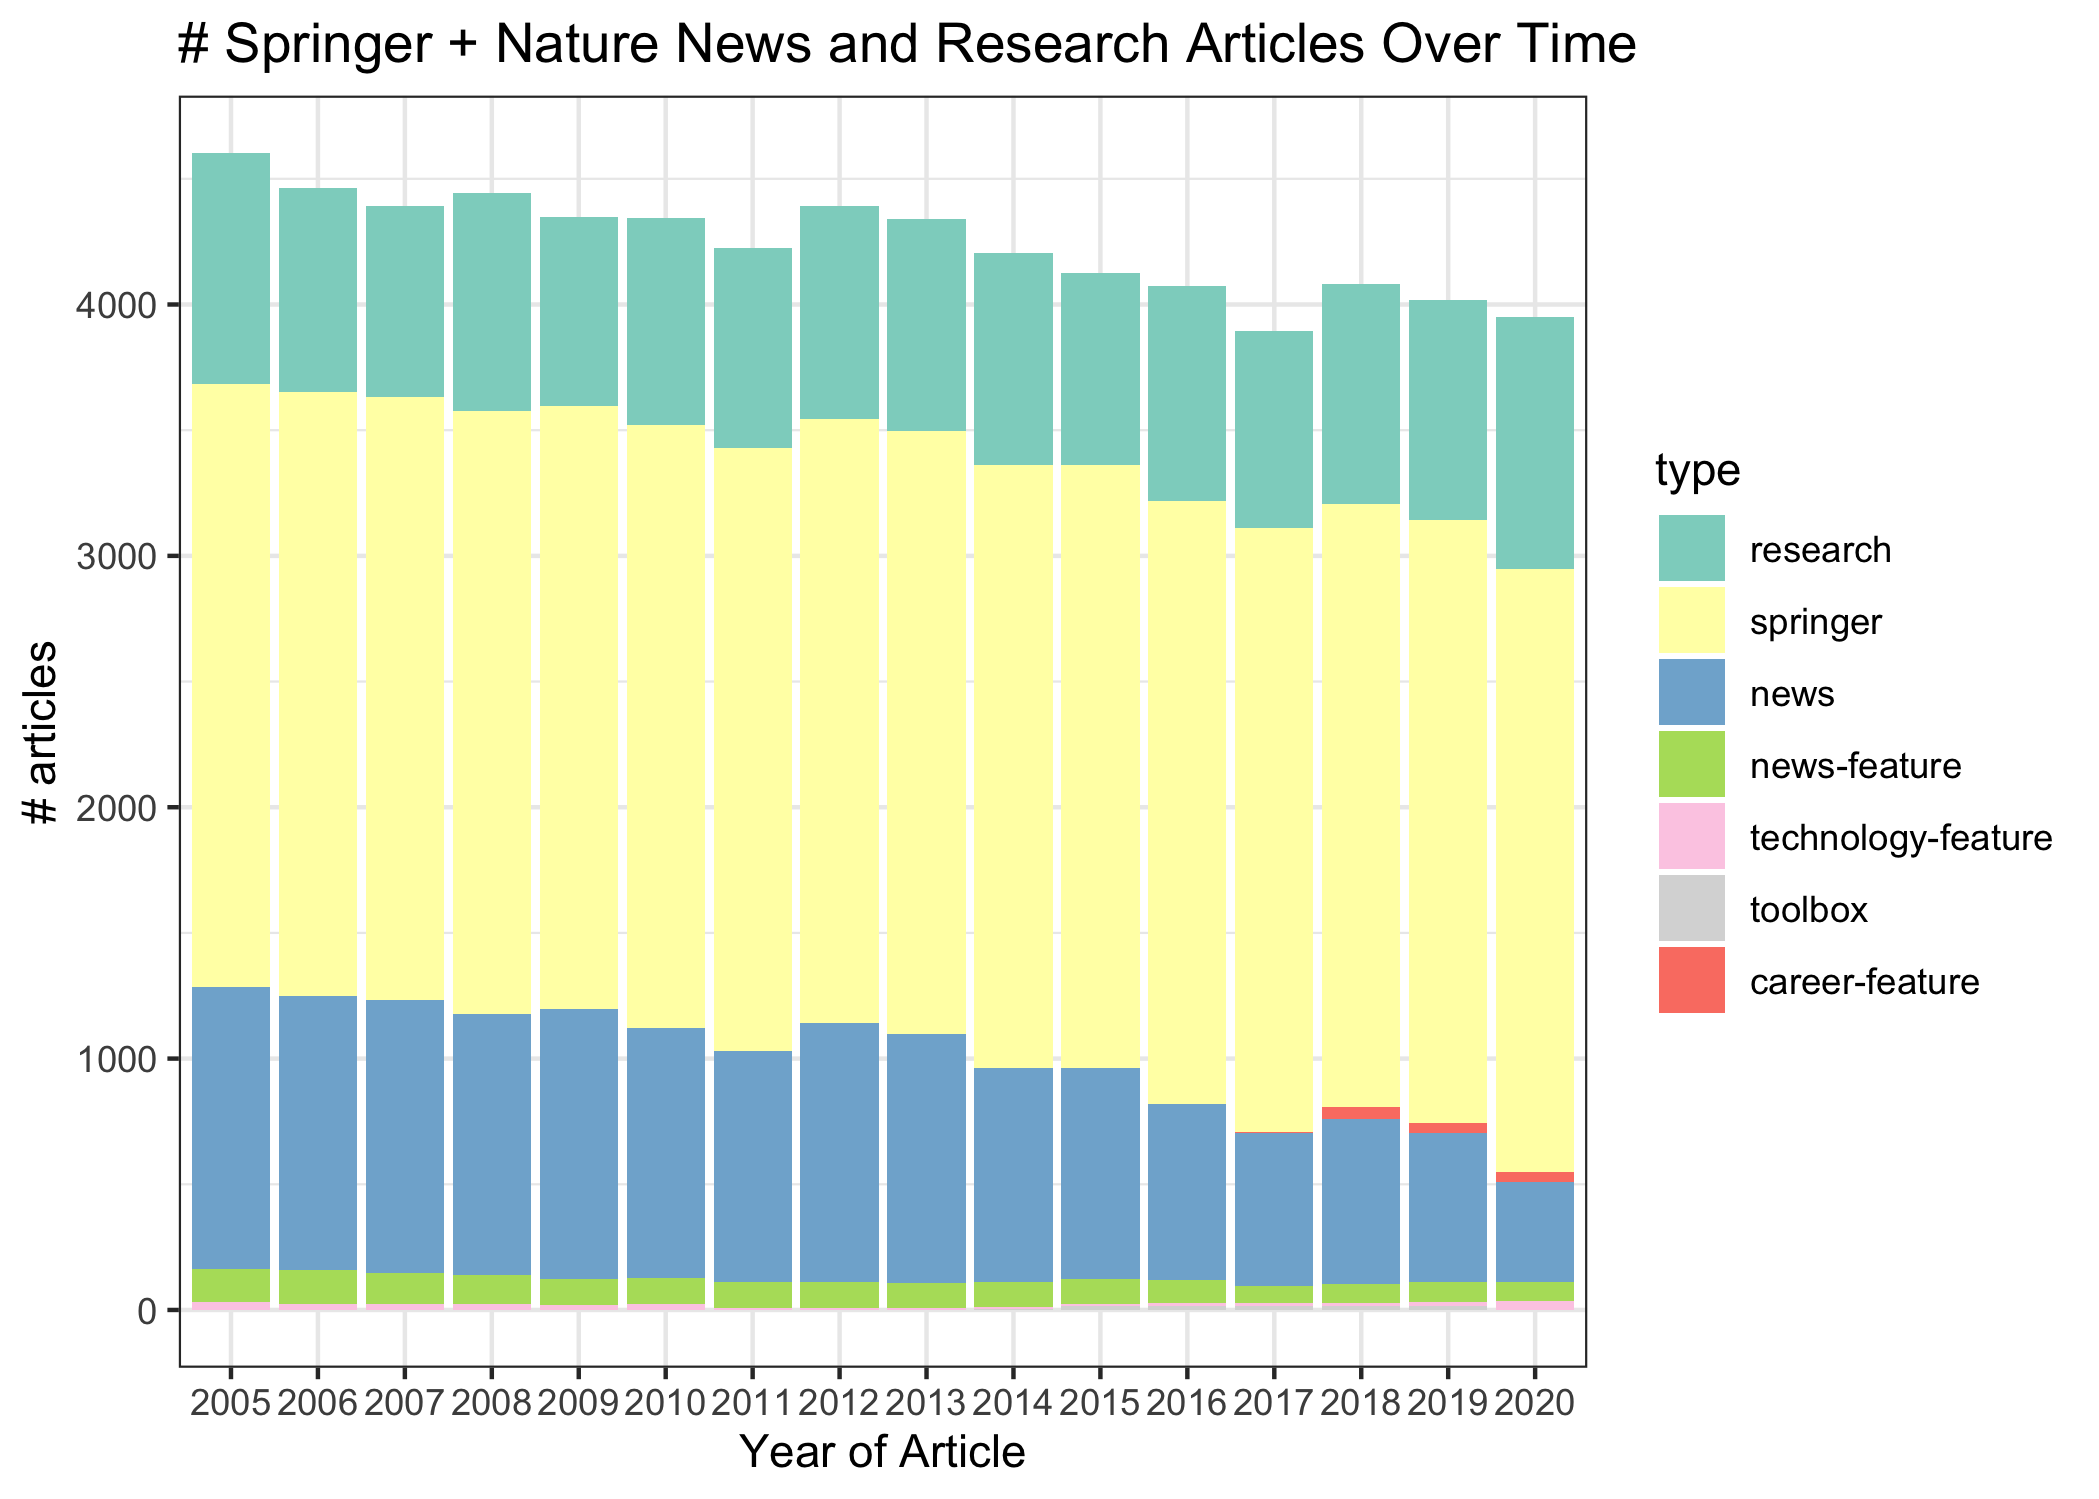 # Springer + Nature News and Research Articles Over Time
# articles
4000
3000
2000
1000
0
2005 2006 2007 2008 2009 2010 2011 2012 2013 2014 2015 2016 2017 2018 2019 2020
Year of Article
type
research
springer
news
news-feature
technology-feature
toolbox
career-feature